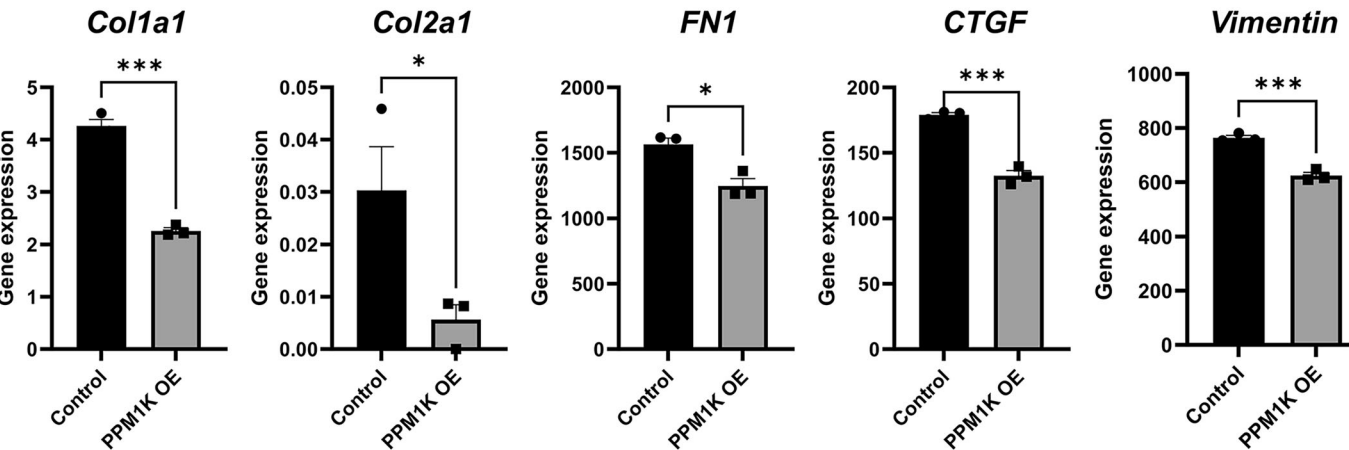 Col1a1
Col2a1
FN1
CTGF
Vimentin
***
*
*
***
***
Gene expression
5
4
3
2
1
0
Control
PPM1K OE
Gene expression
0.05
0.04
0.03
0.02
0.01
0.00
Control
PPM1K OE
Gene expression
2000
1500
1000
500
0
Control
PPM1K OE
Gene expression
200
150
100
50
0
Control
PPM1K OE
Gene expression
1000
800
600
400
200
0
Control
PPM1K OE